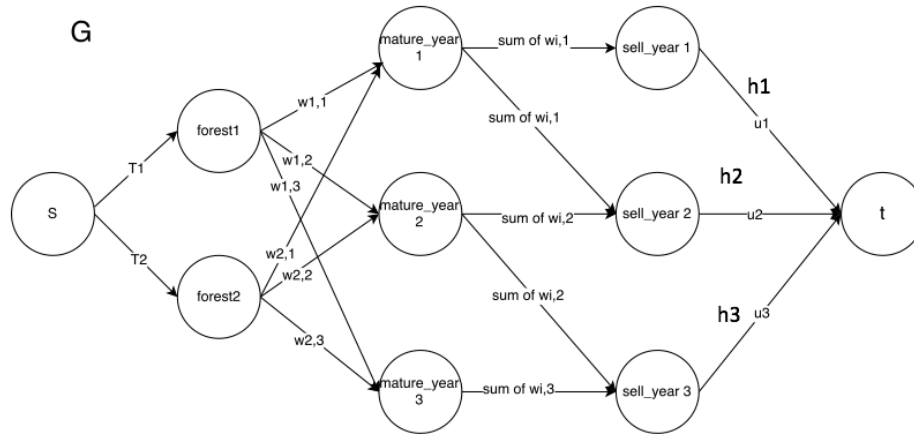 G
mature_year
1
sum of wi,1
sell_year 1
h1
w1,1
u1
sum of wi,1
forest1
T1
w1,2
h2
w1,3
S
mature_year
2
sum of wi,2
sell_year 2
u2
t
w2,1
T2
w2,2
forest2
sum of wi,2
h3
u3
w2,3
mature_year
3
sum of wi,3
sell_year 3